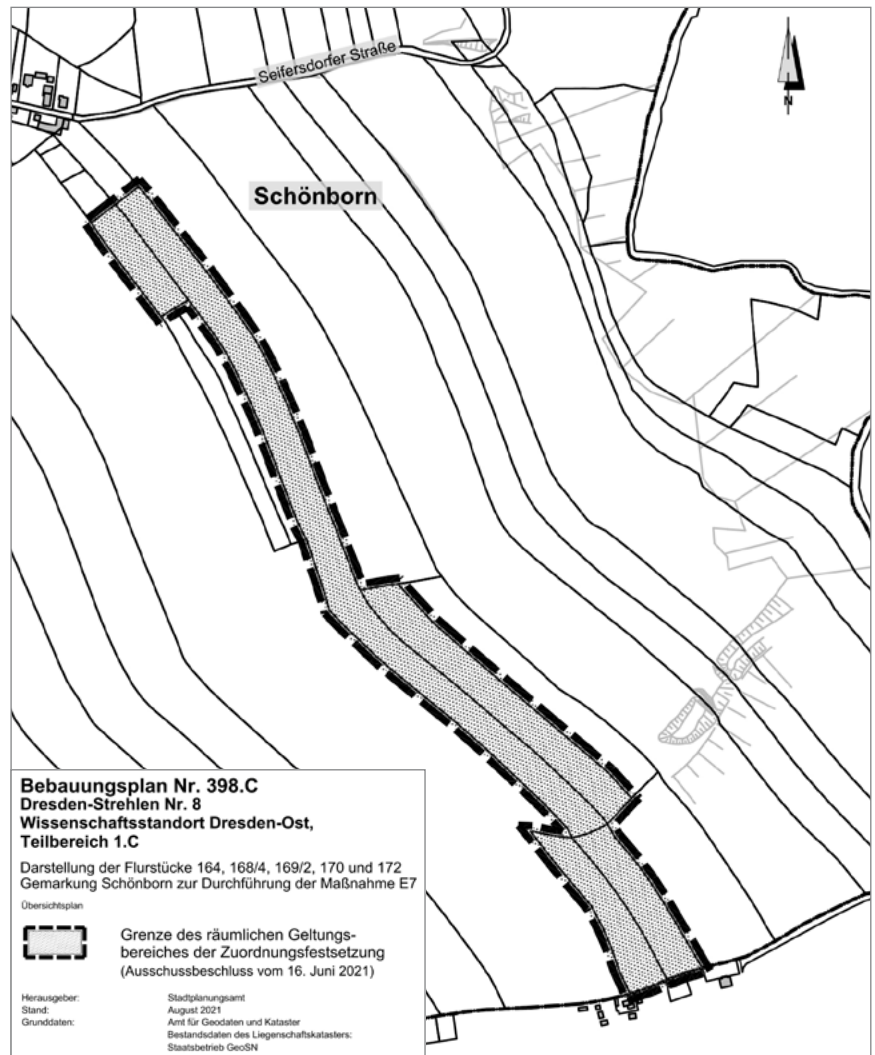 Seifersdorfer Straße
N
Schönborn
Bebauungsplan Nr. 398.C
Dresden-Strehlen Nr. 8
Wissenschaftsstandort Dresden-Ost,
Teilbereich 1.C
Darstellung der Flurstücke 164, 168/4, 169/2, 170 und 172
Gemarkung Schönborn zur Durchführung der Maßnahme E7
Übersichtsplan
Grenze des räumlichen Geltungs-
bereiches der Zuordnungsfestsetzung
(Ausschussbeschluss vom 16. Juni 2021)
Herausgeber: Stadtplanungsamt
Stand: August 2021
Grunddaten: Amt für Geodaten und Kataster
Bestandsdaten des Liegenschaftskatasters:
Staatsbetrieb GeoSN